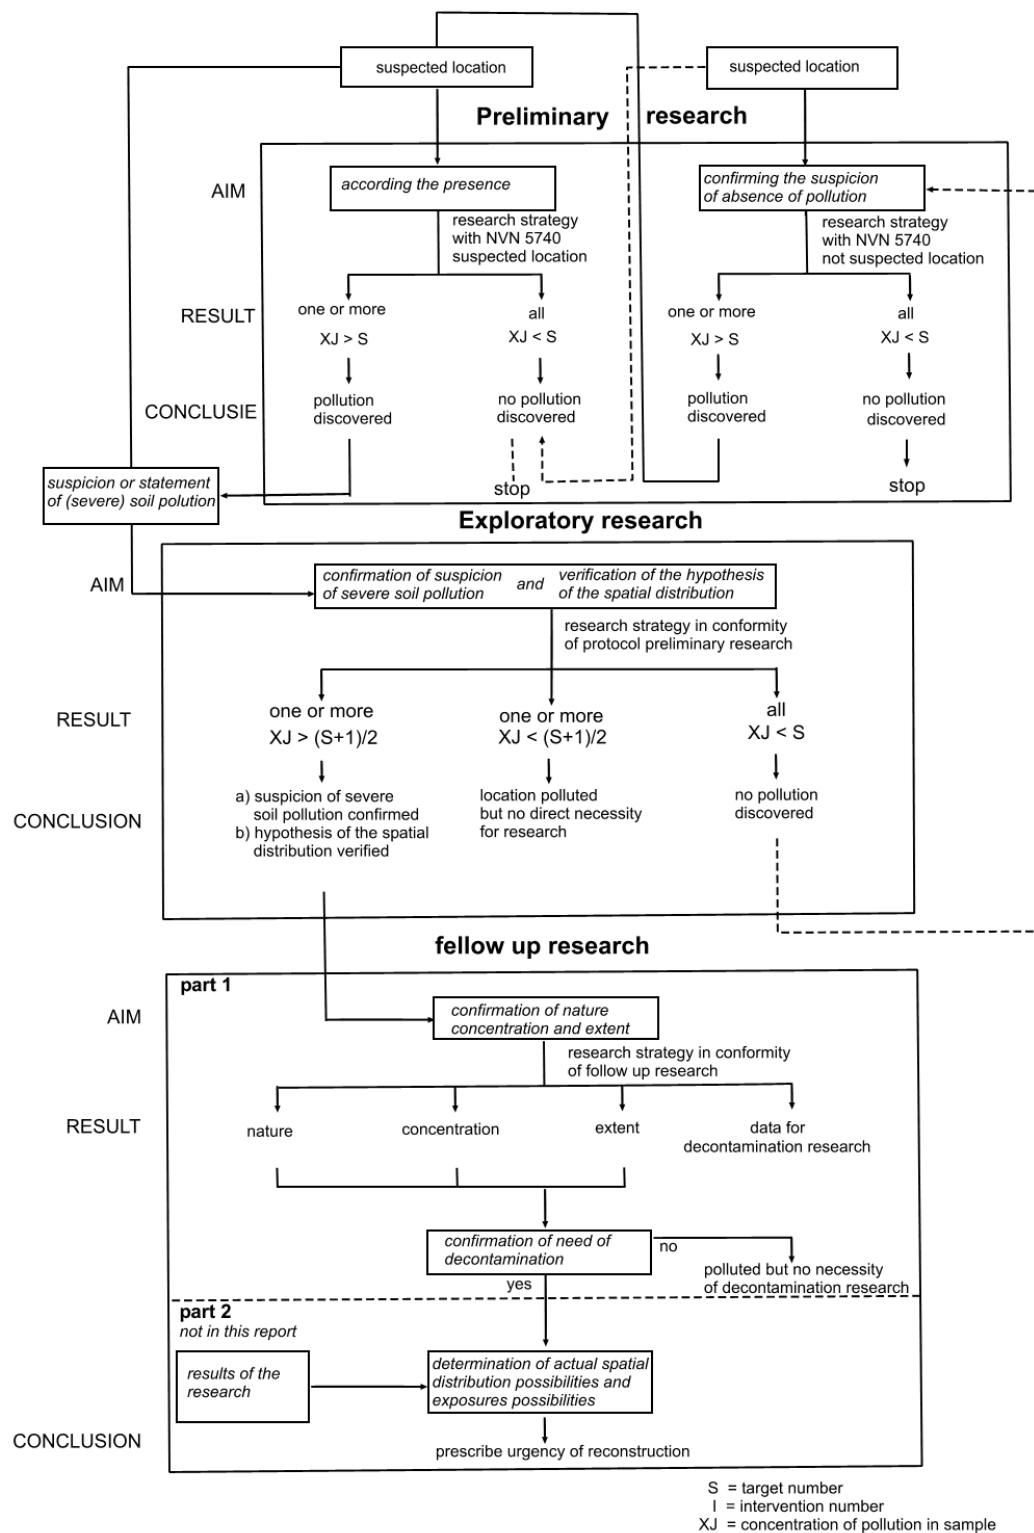 suspected location
suspected location
Preliminary research
AIM
according the presence
confirming the suspicion
of absence of pollution
research strategy
with NVN 5740
suspected location
research strategy
with NVN 5740
not suspected location
RESULT
one or more
XJ > S
all
XJ < S
one or more
XJ > S
all
XJ < S
CONCLUSIE
pollution
discovered
no pollution
discovered
pollution
discovered
no pollution
discovered
stop
stop
suspicion or statement
of (severe) soil polution
Exploratory research
AIM
confirmation of suspicion
of severe soil pollution
and
verification of the hypothesis
of the spatial distribution
research strategy in conformity
of protocol preliminary research
RESULT
one or more
XJ > (S+1)/2
one or more
XJ < (S+1)/2
all
XJ < S
CONCLUSION
a) suspicion of severe
soil pollution confirmed
b) hypothesis of the spatial
distribution verified
location polluted
but no direct necessity
for research
no pollution
discovered
fellow up research
part 1
AIM
confirmation of nature
concentration and extent
research strategy in conformity
of follow up research
RESULT
nature
concentration
extent
data for
decontamination research
confirmation of need of
decontamination
no
yes
polluted but no necessity
of decontamination research
part 2
not in this report
results of the
research
determination of actual spatial
distribution possibilities and
exposures possibilities
CONCLUSION
prescribe urgency of reconstruction
S = target number
I = intervention number
XJ = concentration of pollution in sample